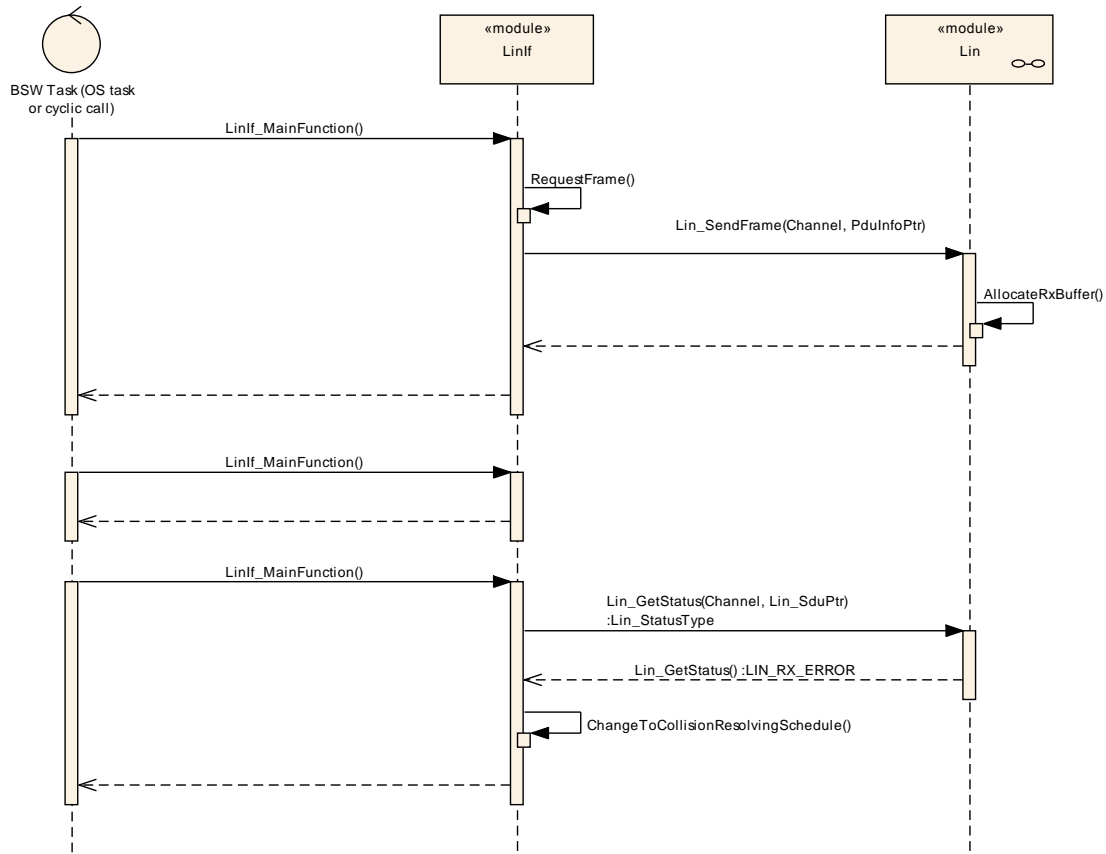 «module»
LinIf
«module»
Lin
BSW Task (OS task
or cyclic call)
LinIf_MainFunction()
RequestFrame()
Lin_SendFrame(Channel, PduInfoPtr)
AllocateRxBuffer()
LinIf_MainFunction()
LinIf_MainFunction()
Lin_GetStatus(Channel, Lin_SduPtr)
:Lin_StatusType
Lin_GetStatus() :LIN_RX_ERROR
ChangeToCollisionResolvingSchedule()